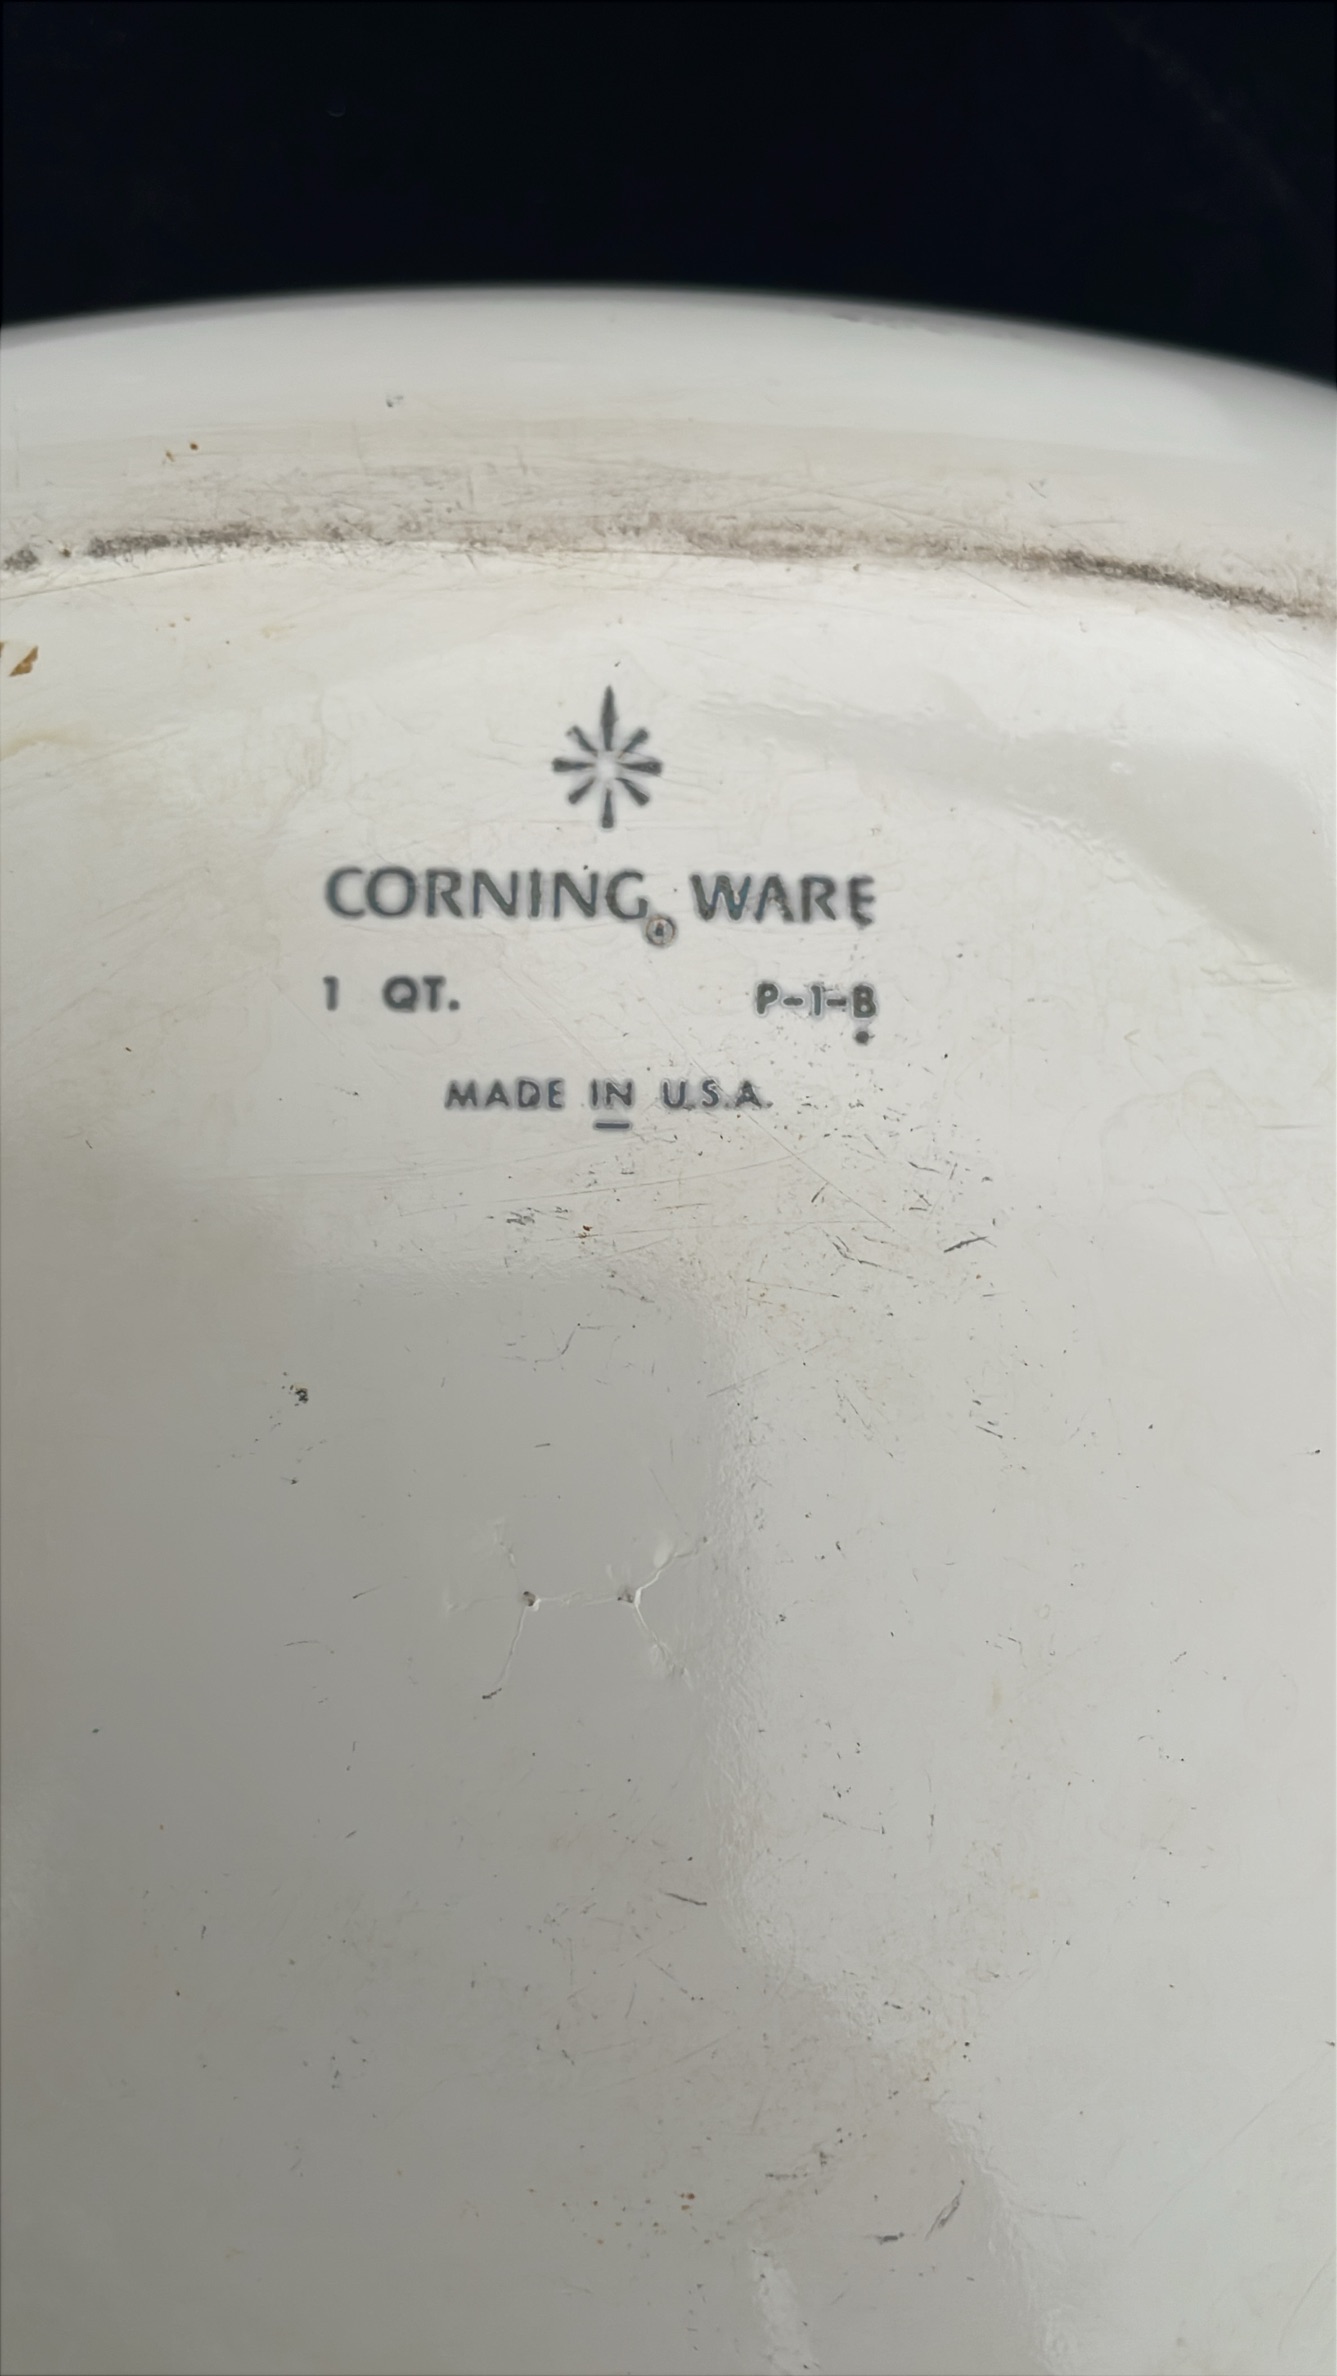 CORNING® WARE
1 QT. P-1-B
MADE IN U.S.A.